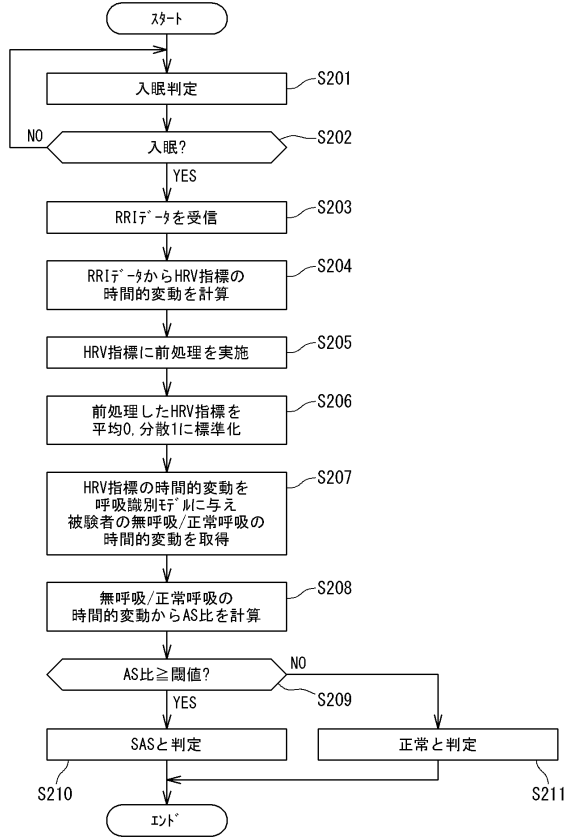 ｽﾀｰﾄ
入眠判定
S201
入眠?
S202
NO
YES
RRIﾃﾞｰﾀを受信
S203
RRIﾃﾞｰﾀからHRV指標の
時間的変動を計算
S204
HRV指標に前処理を実施
S205
前処理したHRV指標を
平均0, 分散1に標準化
S206
HRV指標の時間的変動を
呼吸識別ﾓﾃﾞﾙに与え
被験者の無呼吸/正常呼吸の
時間的変動を取得
S207
無呼吸/正常呼吸の
時間的変動からAS比を計算
S208
AS比≧閾値?
NO
S209
YES
SASと判定
正常と判定
S210
S211
ｴﾝﾄﾞ